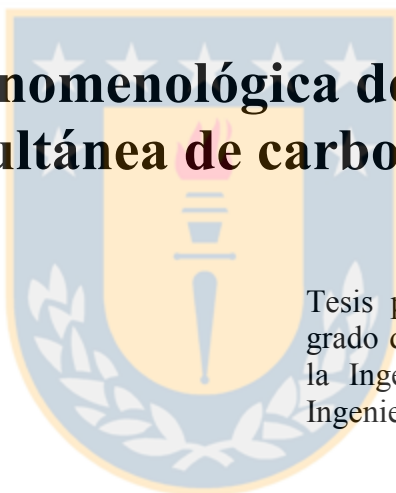 nomenológica de
ultánea de carbo
Tesis p
grado d
la Inge
Ingenie